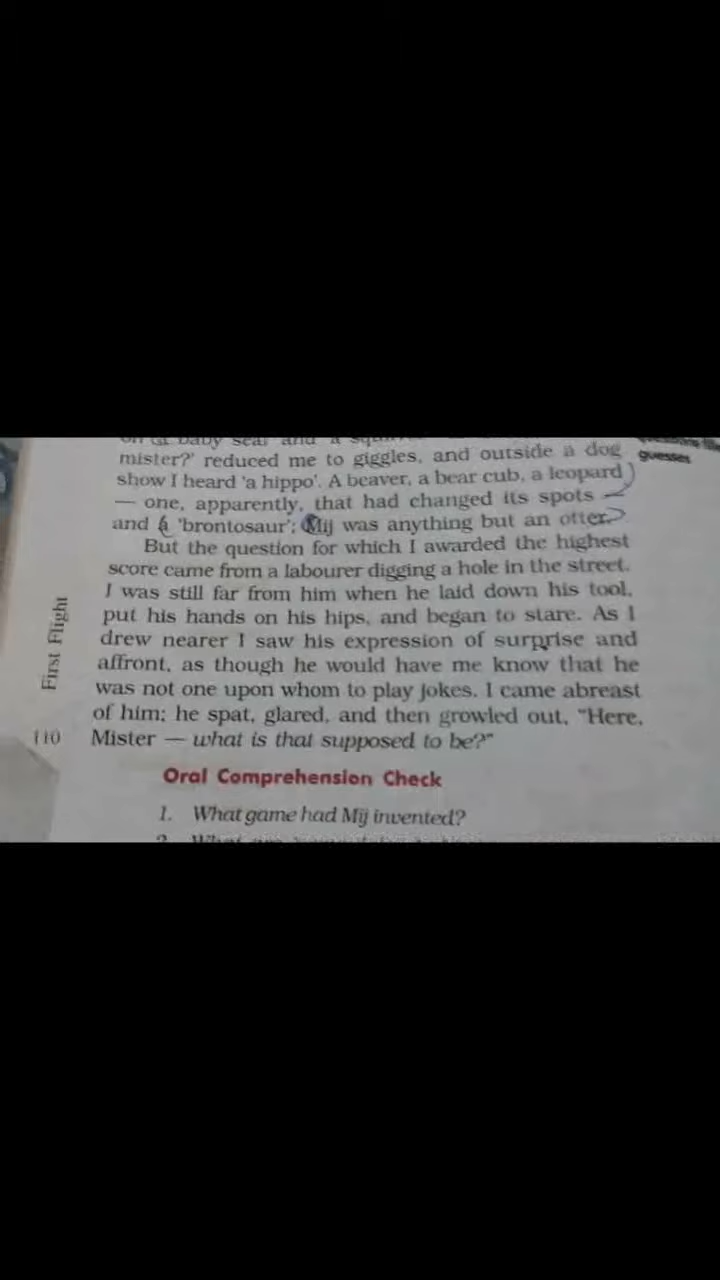 mister?' reduced me to giggles, and outside a dog
guesses
show I heard 'a hippo'. A beaver, a bear cub, a leopard
— one, apparently, that had changed its spots —
and a 'brontosaur'; Mij was anything but an otter.
But the question for which I awarded the highest
score came from a labourer digging a hole in the street.
I was still far from him when he laid down his tool,
put his hands on his hips, and began to stare. As I
drew nearer I saw his expression of surprise and
affront, as though he would have me know that he
was not one upon whom to play jokes. I came abreast
of him; he spat, glared, and then growled out, "Here,
Mister — what is that supposed to be?"
First Flight
110
Oral Comprehension Check
1. What game had Mij invented?